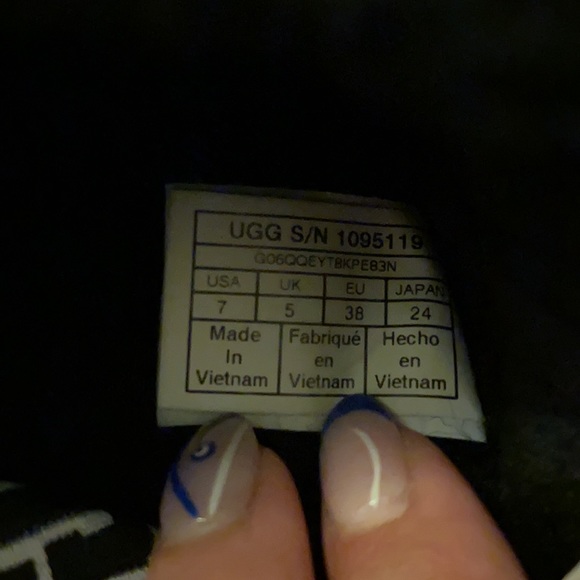 UGG S/N 1095119
G06QQEYT8KPE83N
USA UK EU JAPAN
7 5 38 24
Made Fabriqué Hecho
In en en
Vietnam Vietnam Vietnam